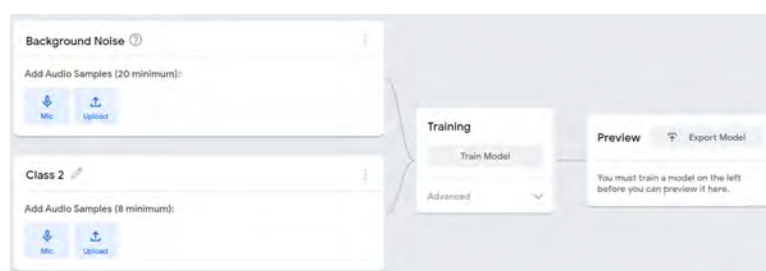 Background Noise
Add Audio Samples (20 minimum):
Mic
Upload
Class 2
Add Audio Samples (8 minimum):
Mic
Upload
Training
Train Model
Advanced
Preview
Export Model
You must train a model on the left
before you can preview it here.